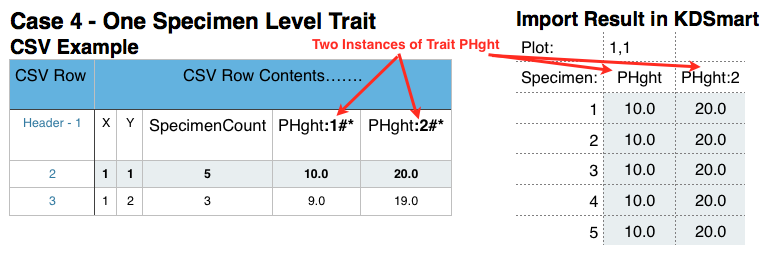 Case 4 - One Specimen Level Trait
CSV Example
Two Instances of Trait PHght
CSV Row CSV Row Contents.......
Header - 1 X Y SpecimenCount PHght:1#* PHght:2#*
2 1 1 5 10.0 20.0
3 1 2 3 9.0 19.0
Import Result in KDSmart
Plot: 1,1
Specimen: PHght PHght:2
1 10.0 20.0
2 10.0 20.0
3 10.0 20.0
4 10.0 20.0
5 10.0 20.0